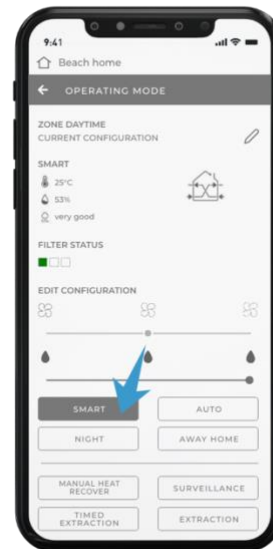 9:41
Beach home
OPERATING MODE
ZONE DAYTIME
CURRENT CONFIGURATION
SMART
25°C
53%
very good
FILTER STATUS
EDIT CONFIGURATION
SMART
AUTO
NIGHT
AWAY HOME
MANUAL HEAT
RECOVER
SURVEILLANCE
TIMED
EXTRACTION
EXTRACTION